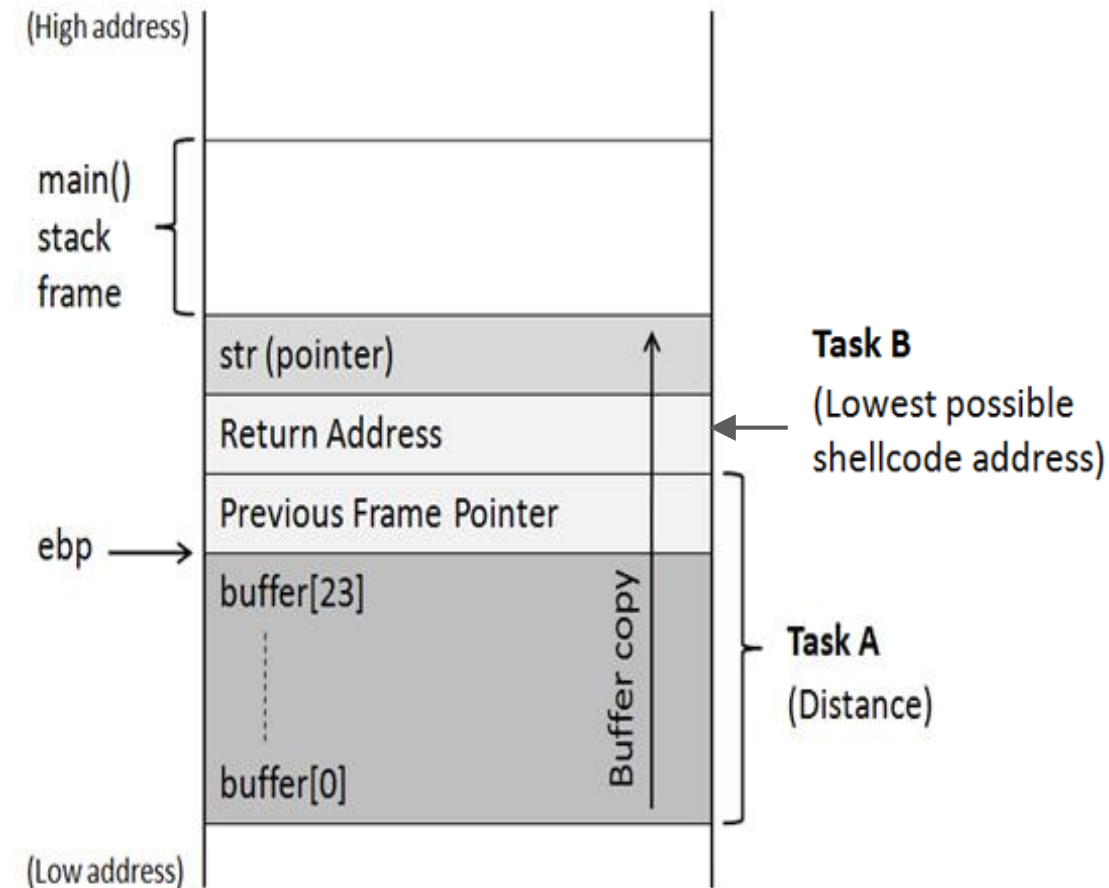 (High address)
main()
stack
frame
str (pointer)
Return Address
Previous Frame Pointer
ebp
buffer[23]
buffer[0]
Buffer copy
Task B
(Lowest possible
shellcode address)
Task A
(Distance)
(Low address)